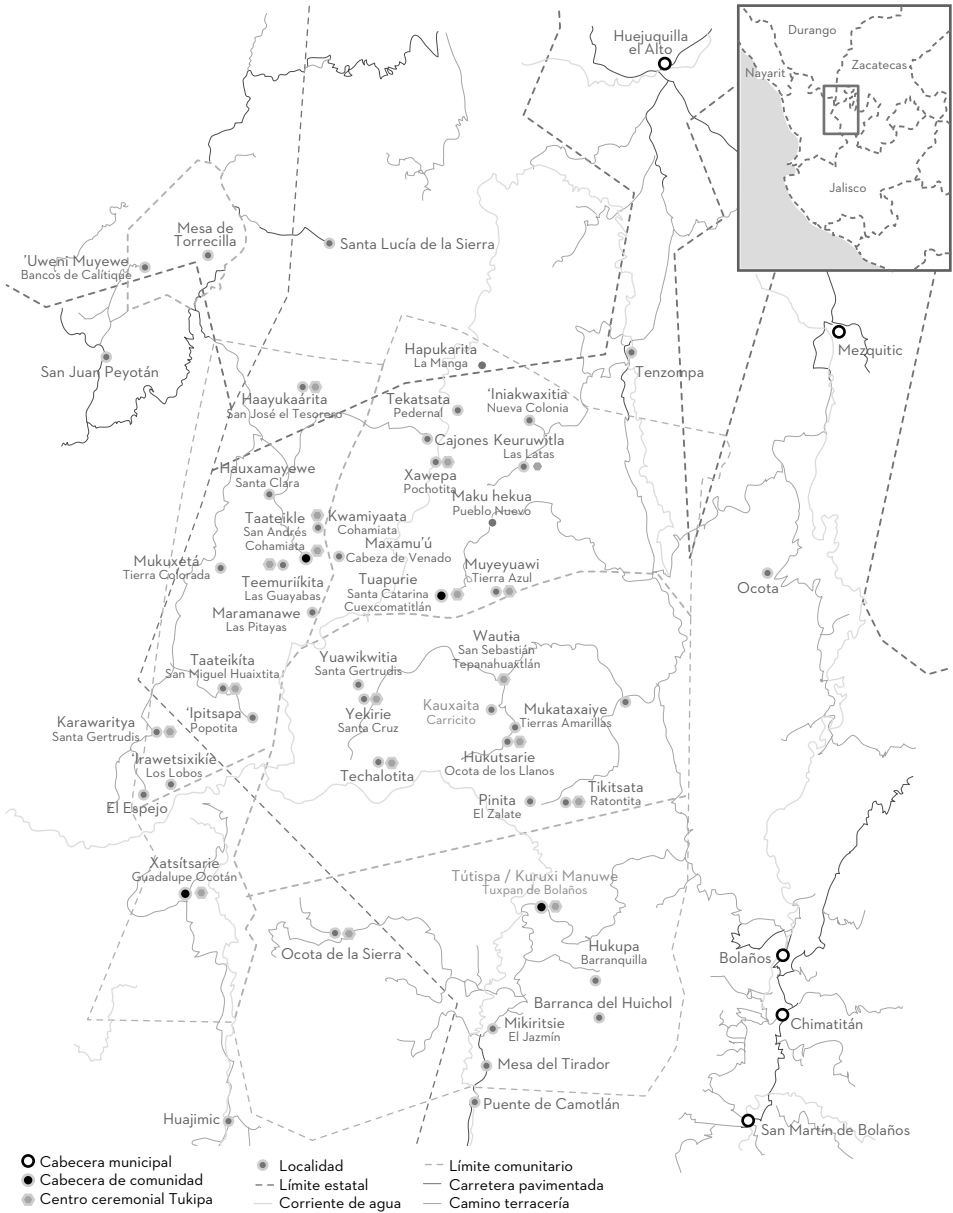 Huejuquilla
el Alto
Durango
Zacatecas
Nayarit
Jalisco
Mesa de
Torrecilla
Santa Lucía de la Sierra
'Uweni Muyewe
Bancos de Calítique
San Juan Peyotán
Mezquitic
Hapukarita
La Manga
Tenzompa
Haayukaárita
San José el Tesorero
Tekatsata
Pedernal
'Iniakwaxitia
Nueva Colonia
Cajones
Keuruwitla
Las Latas
Hauxamayewe
Santa Clara
Xawepa
Pochotita
Maku hekua
Pueblo Nuevo
Taateikie
San Andrés
Cohamiata
Kwamiyaata
Cohamiata
Maxamu'ú
Cabeza de Venado
Mukuxetá
Tierra Colorada
Teemuriíkita
Las Guayabas
Tuapurie
Santa Catarina
Cuexcomatitlán
Muyeyuawi
Tierra Azul
Ocota
Maramanawe
Las Pitayas
Wautia
San Sebastián
Tepanahuaxtlán
Taateikíta
San Miguel Huaixtita
Yuawikwitia
Santa Gertrudis
'Ipitsapa
Popotita
Yekirie
Santa Cruz
Kauxaita
Carricito
Mukataxaiye
Tierras Amarillas
Karawaritya
Santa Gertrudis
'Irawetsixikíe
Los Lobos
El Espejo
Techalotita
Hukutsarie
Ocota de los Llanos
Pinita
El Zalate
Tikitsata
Ratontita
Xatsítsarie
Guadalupe Ocotán
Tútispa / Kuruxi Manuwe
Tuxpan de Bolaños
Ocota de la Sierra
Hukupa
Barranquilla
Bolaños
Barranca del Huichol
Mikiritsie
El Jazmín
Chimatitán
Mesa del Tirador
Puente de Camotlán
Huajimic
San Martín de Bolaños
Cabecera municipal
Cabecera de comunidad
Centro ceremonial Tukipa
Localidad
Límite estatal
Corriente de agua
Límite comunitario
Carretera pavimentada
Camino terracería